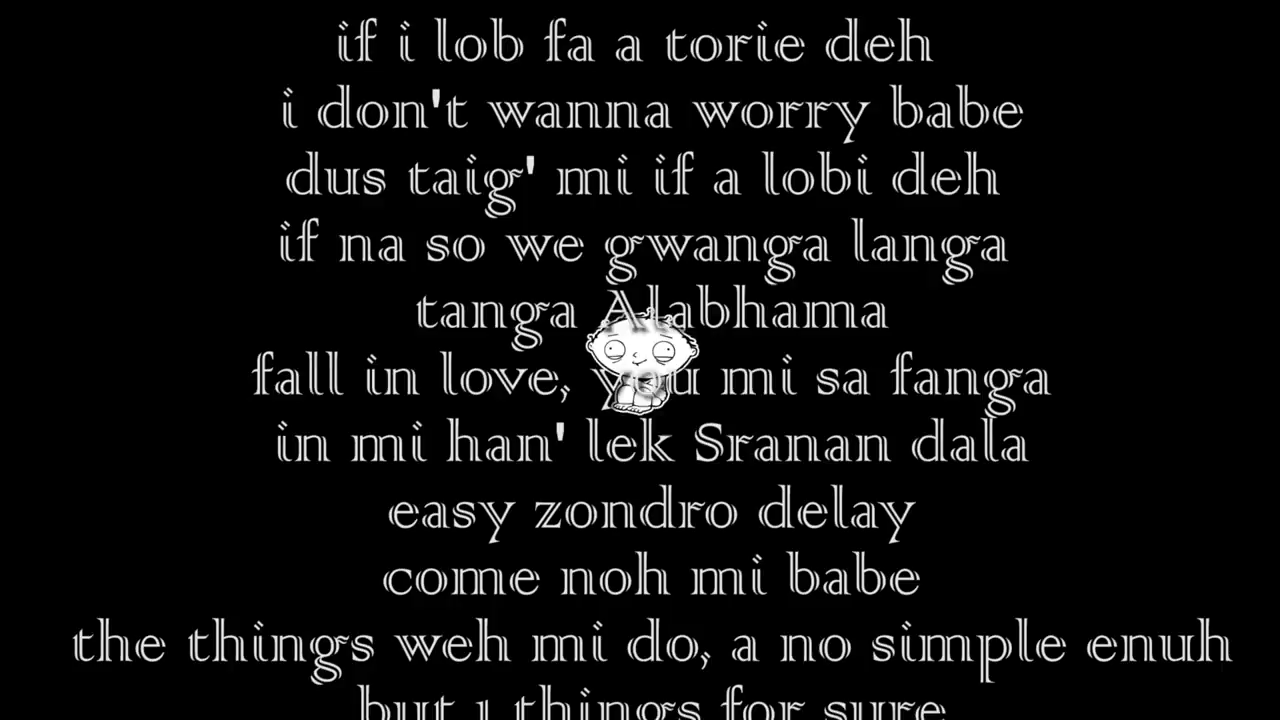 if i lob fa a torie deh
i don't wanna worry babe
dus taig' mi if a lobi deh
if na so we gwanga langa
tanga Alabhama
fall in love, you mi sa fanga
in mi han' lek Sranan dala
easy zondro delay
come noh mi babe
the things weh mi do, a no simple enuh
but 1 things for sure